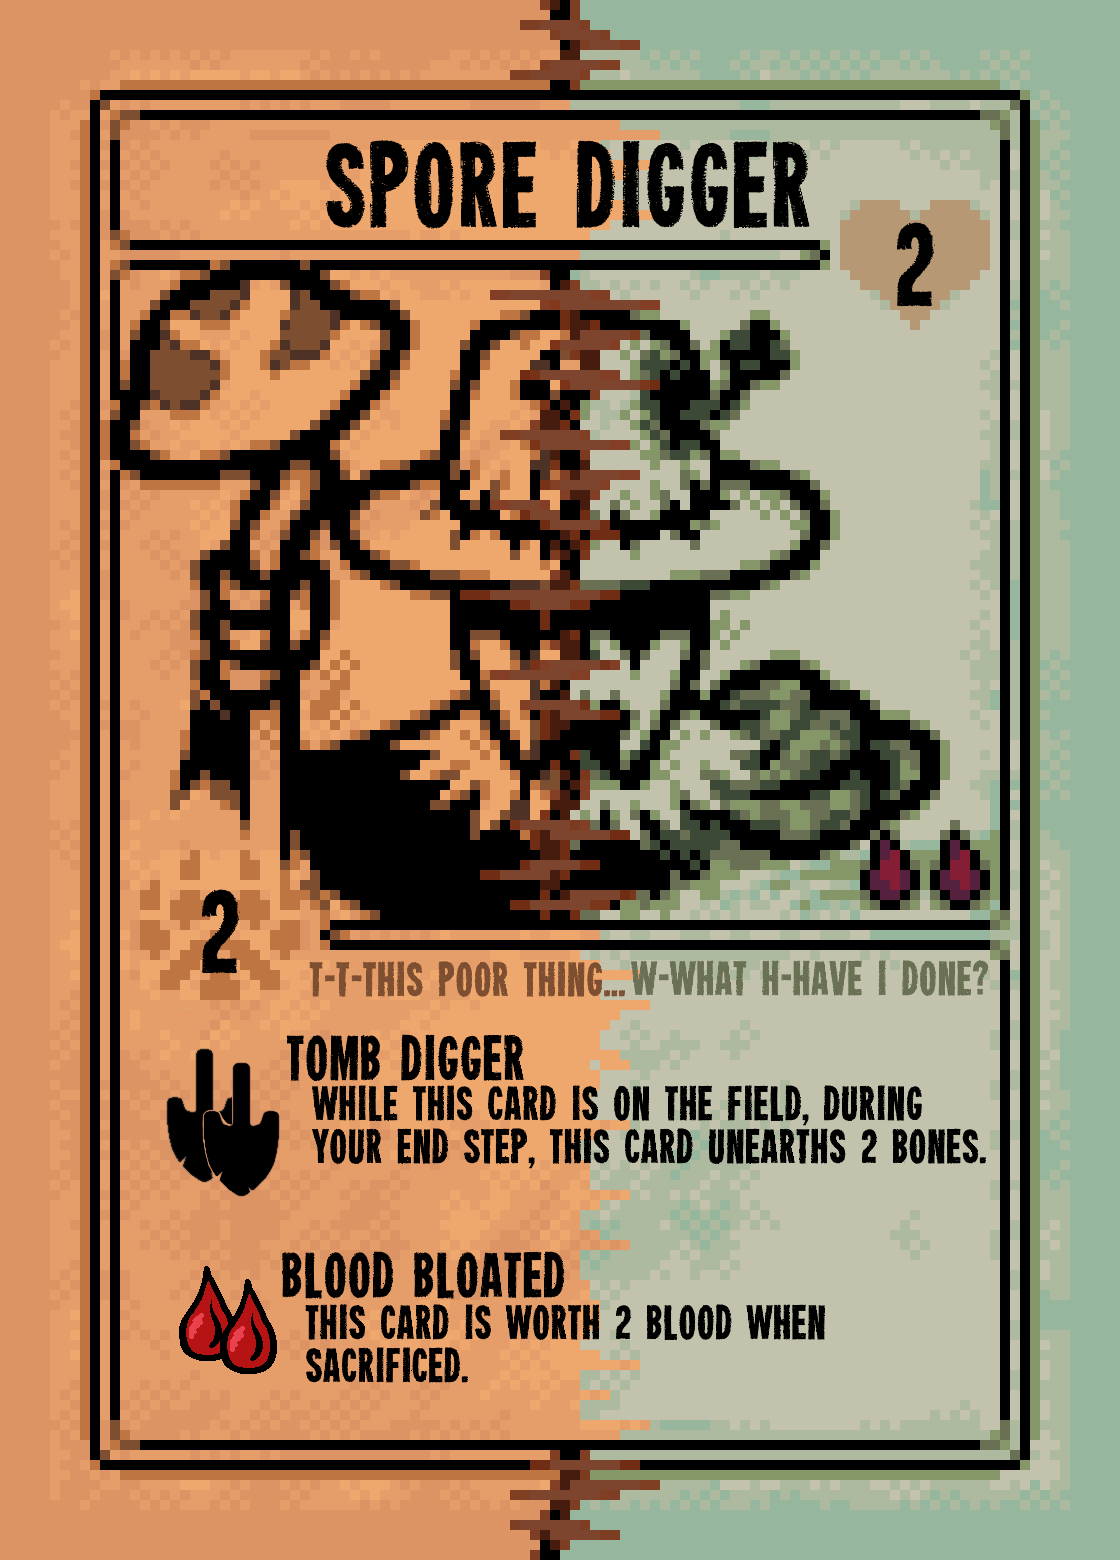 SPORE DIGGER
2
2
T-T-THIS POOR THING...W-WHAT H-HAVE I DONE?
TOMB DIGGER
WHILE THIS CARD IS ON THE FIELD, DURING
YOUR END STEP, THIS CARD UNEARTHS 2 BONES.
BLOOD BLOATED
THIS CARD IS WORTH 2 BLOOD WHEN
SACRIFICED.